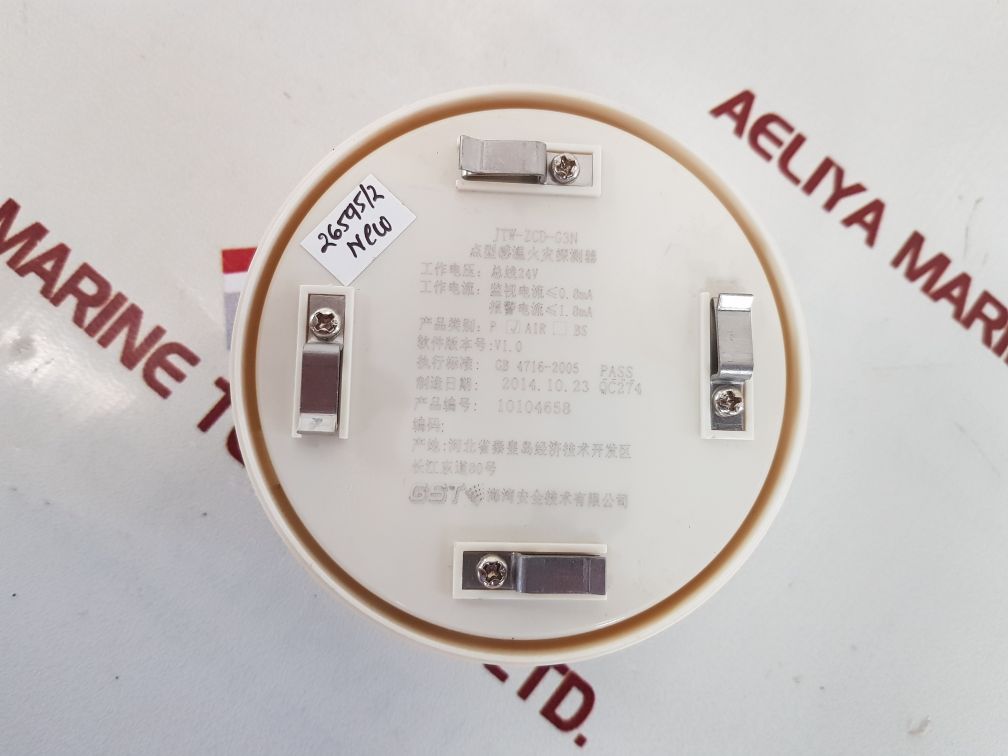 AELIYA MARIN
MARINE T
LTD.
26595/2
New
JTW-ZCD-G3N
点型感温火灾探测器
工作电压: 总线24V
工作电流: 监视电流≤0.8mA
报警电流≤1.8mA
产品类别: P ☑ A1R ☐ BS
软件版本号:V1.0
执行标准: GB 4716-2005 PASS
制造日期: 2014.10.23 QC274
产品编号: 10104658
编码:
产地:河北省秦皇岛经济技术开发区
长江东道80号
GST 海湾安全技术有限公司